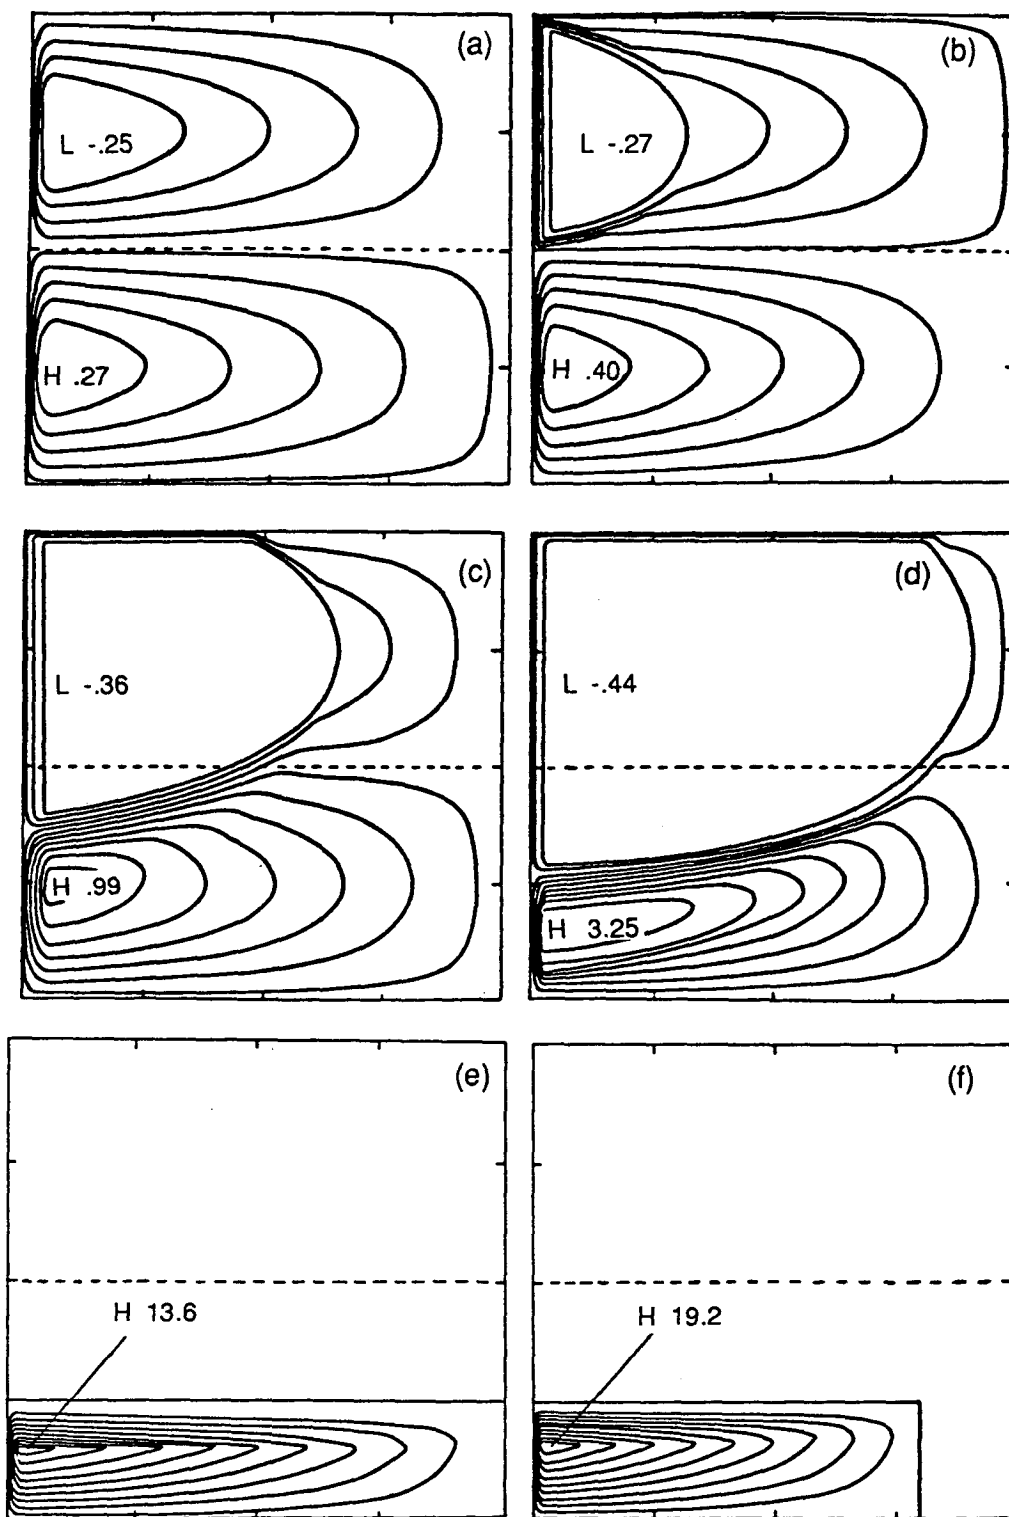 (a)
L -.25
H .27
(b)
L -.27
H .40
(c)
L -.36
H .99
(d)
L -.44
H 3.25
(e)
H 13.6
(f)
H 19.2